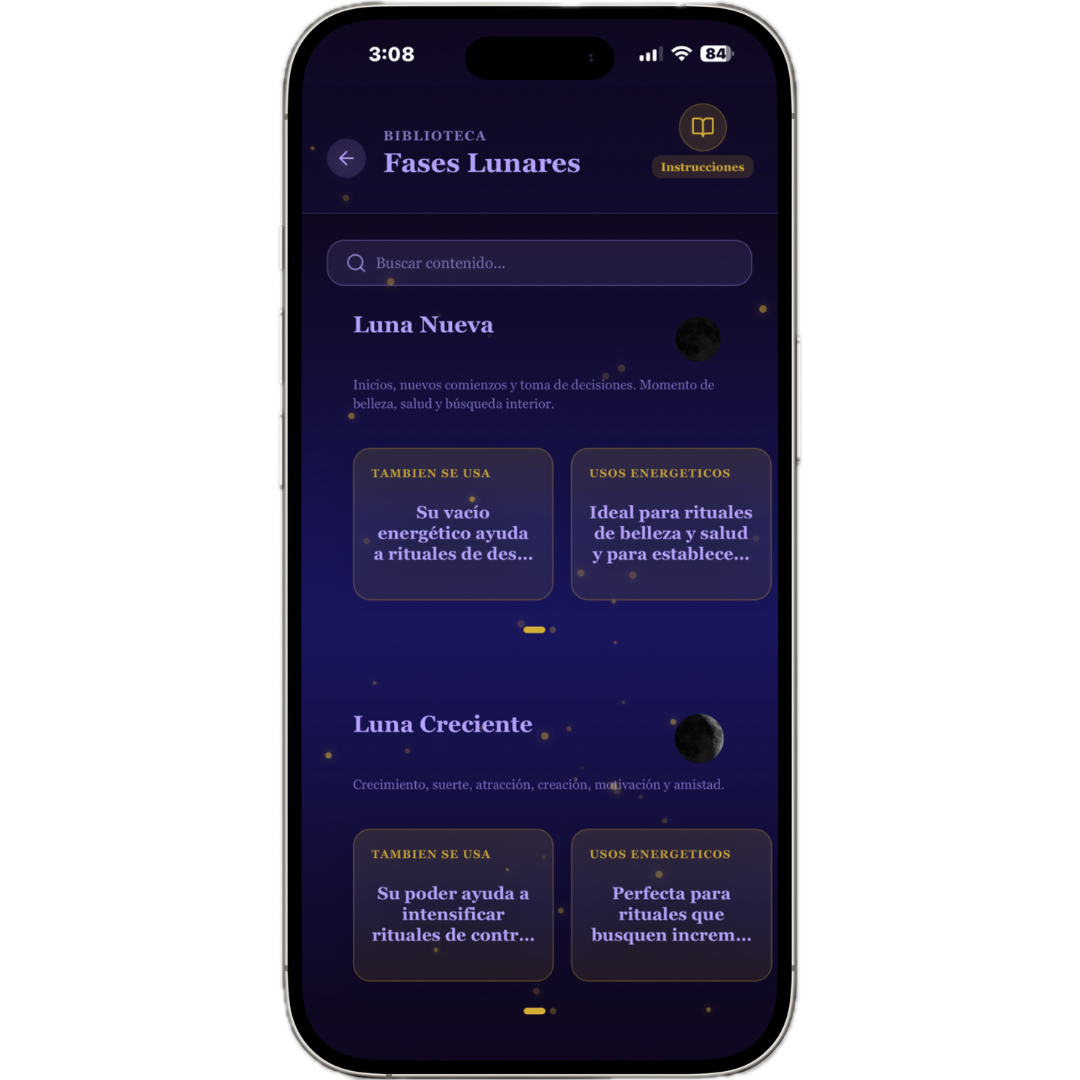 3:08
84
BIBLIOTECA
Fases Lunares
Instrucciones
Buscar contenido...
Luna Nueva
Inicios, nuevos comienzos y toma de decisiones. Momento de
belleza, salud y búsqueda interior.
TAMBIEN SE USA
Su vacío
energético ayuda
a rituales de des...
USOS ENERGETICOS
Ideal para rituales
de belleza y salud
y para establece...
Luna Creciente
Crecimiento, suerte, atracción, creación, motivación y amistad.
TAMBIEN SE USA
Su poder ayuda a
intensificar
rituales de contr...
USOS ENERGETICOS
Perfecta para
rituales que
busquen increm...